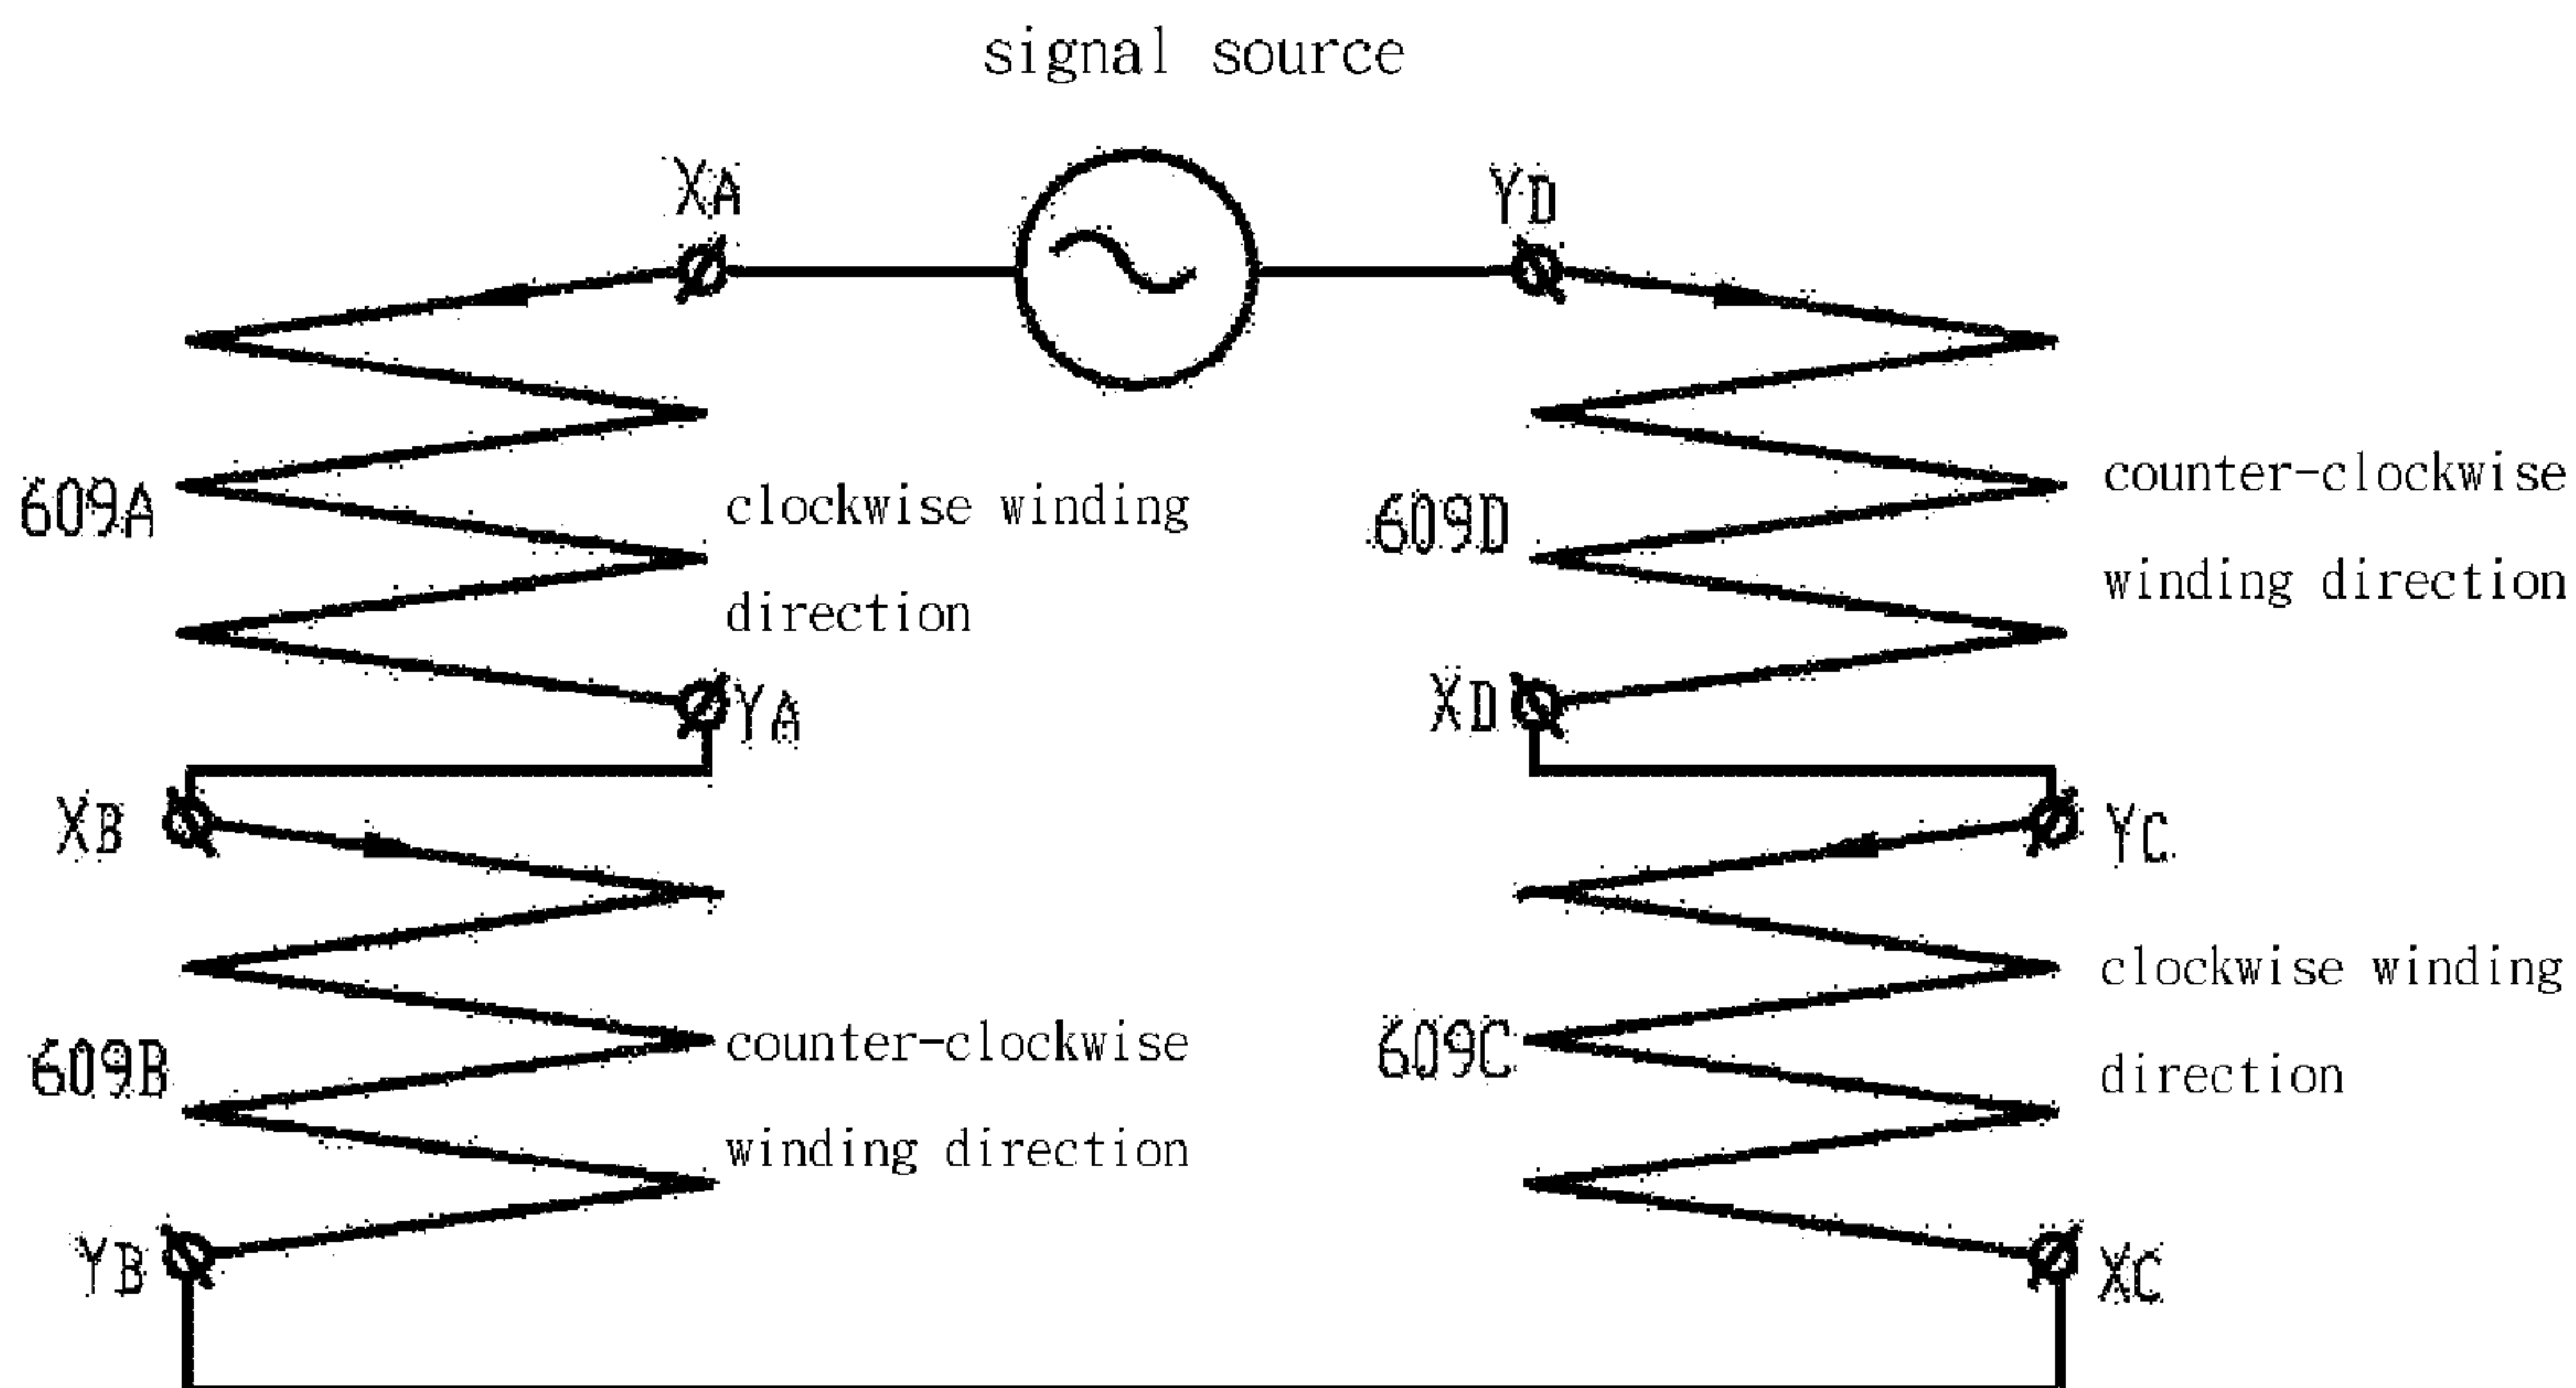 signal source
XA
YD
609A
clockwise winding
direction
609D
counter-clockwise
winding direction
YA
XD
XB
YC
609B
counter-clockwise
winding direction
609C
clockwise winding
direction
YB
XC